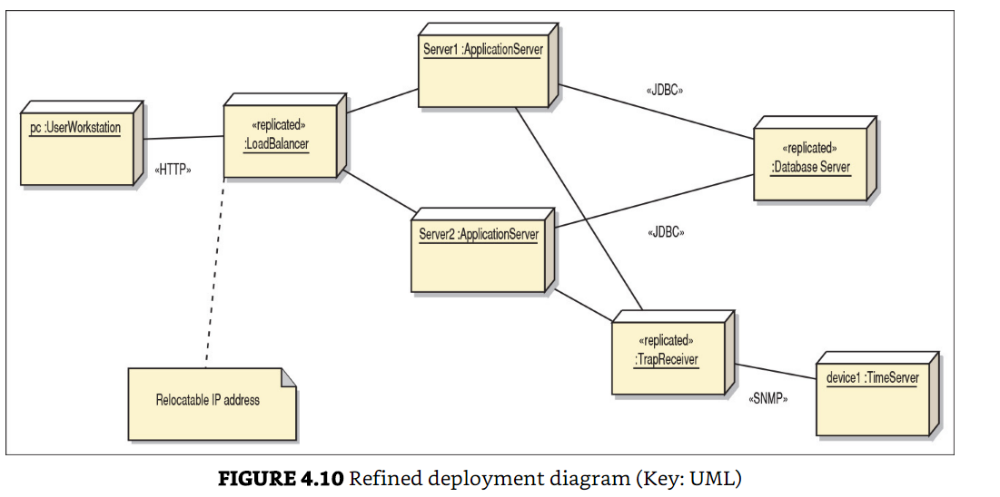 Server1 :ApplicationServer
«JDBC»
pc :UserWorkstation
«replicated»
:LoadBalancer
«HTTP»
«replicated»
:Database Server
Server2 :ApplicationServer
«JDBC»
«replicated»
:TrapReceiver
device1 :TimeServer
«SNMP»
Relocatable IP address
FIGURE 4.10 Refined deployment diagram (Key: UML)